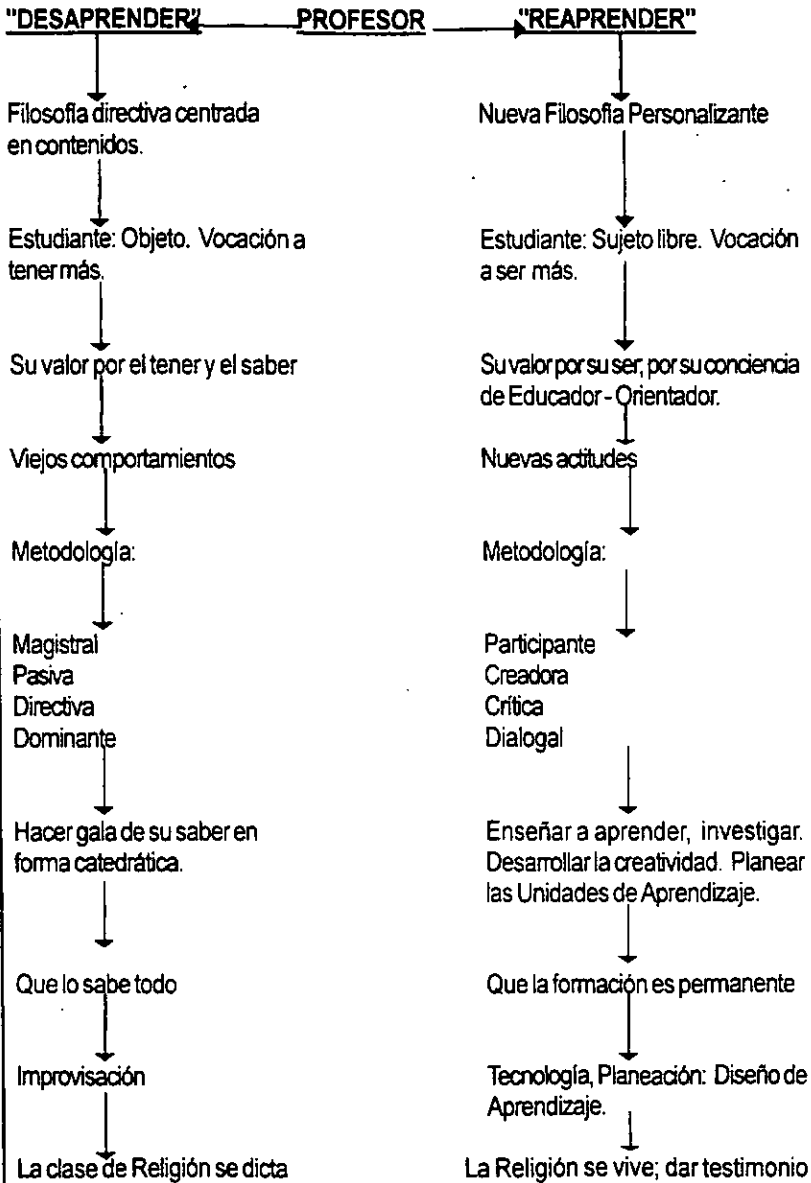 "DESAPRENDER" PROFESOR "REAPRENDER"
Filosofía directiva centrada
en contenidos.
Nueva Filosofía Personalizante
Estudiante: Objeto. Vocación a
tener más.
Estudiante: Sujeto libre. Vocación
a ser más.
Su valor por el tener y el saber
Su valor por su ser, por su conciencia
de Educador - Orientador.
Viejos comportamientos
Nuevas actitudes
Metodología:
Metodología:
Magistral
Pasiva
Directiva
Dominante
Participante
Creadora
Crítica
Dialogal
Hacer gala de su saber en
forma catedrática.
Enseñar a aprender, investigar.
Desarrollar la creatividad. Planear
las Unidades de Aprendizaje.
Que lo sabe todo
Que la formación es permanente
Improvisación
Tecnología, Planeación: Diseño de
Aprendizaje.
La clase de Religión se dicta
La Religión se vive; dar testimonio